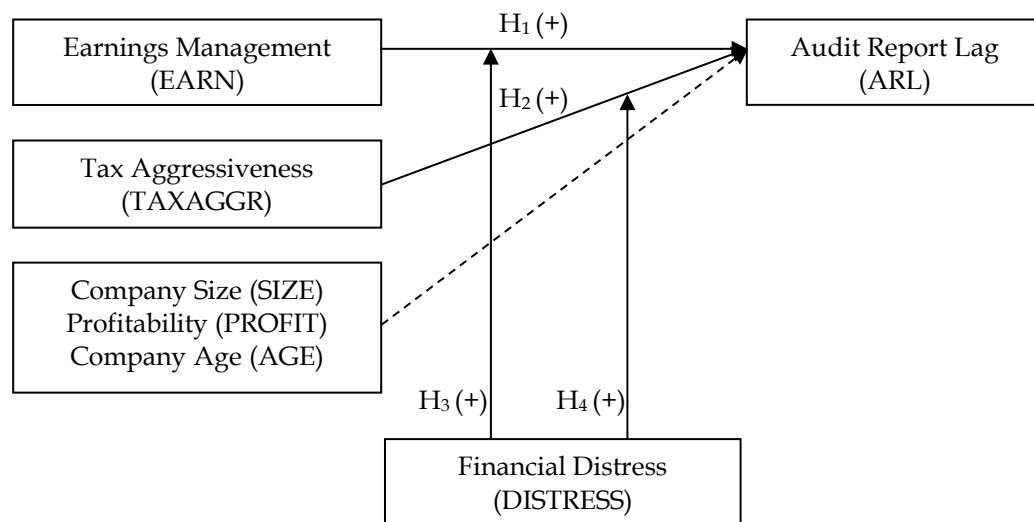 H₁ (+)
Earnings Management
(EARN)
Audit Report Lag
(ARL)
H₂ (+)
Tax Aggressiveness
(TAXAGGR)
Company Size (SIZE)
Profitability (PROFIT)
Company Age (AGE)
H₃ (+)
H₄ (+)
Financial Distress
(DISTRESS)